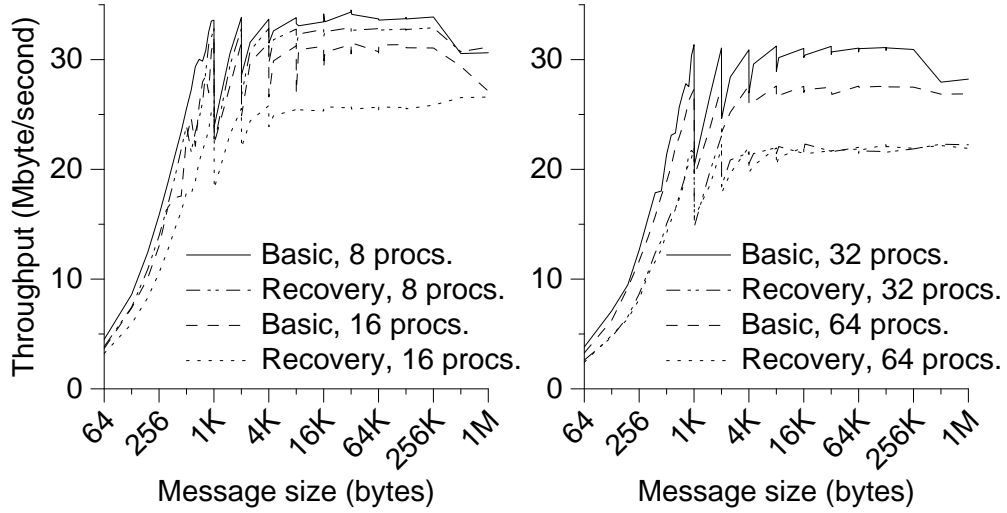 Throughput (Mbyte/second)
30
20
10
0
Basic, 8 procs.
Recovery, 8 procs.
Basic, 16 procs.
Recovery, 16 procs.
64
256
1K
4K
16K
64K
256K
1M
Message size (bytes)
30
20
10
0
Basic, 32 procs.
Recovery, 32 procs.
Basic, 64 procs.
Recovery, 64 procs.
64
256
1K
4K
16K
64K
256K
1M
Message size (bytes)